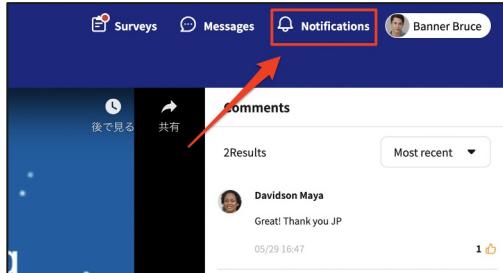 Surveys Messages Notifications Banner Bruce
後で見る 共有
Comments
2Results Most recent
Davidson Maya
Great! Thank you JP
05/29 16:47 1